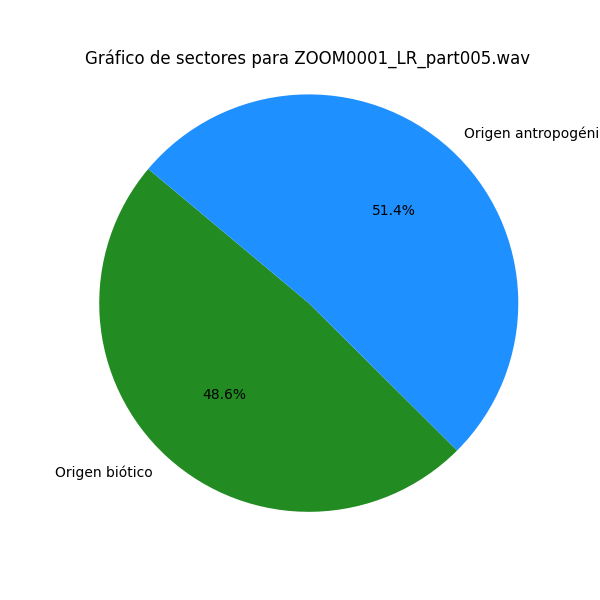 Gráfico de sectores para ZOOM0001_LR_part005.wav
Origen antropogéni
51.4%
48.6%
Origen biótico